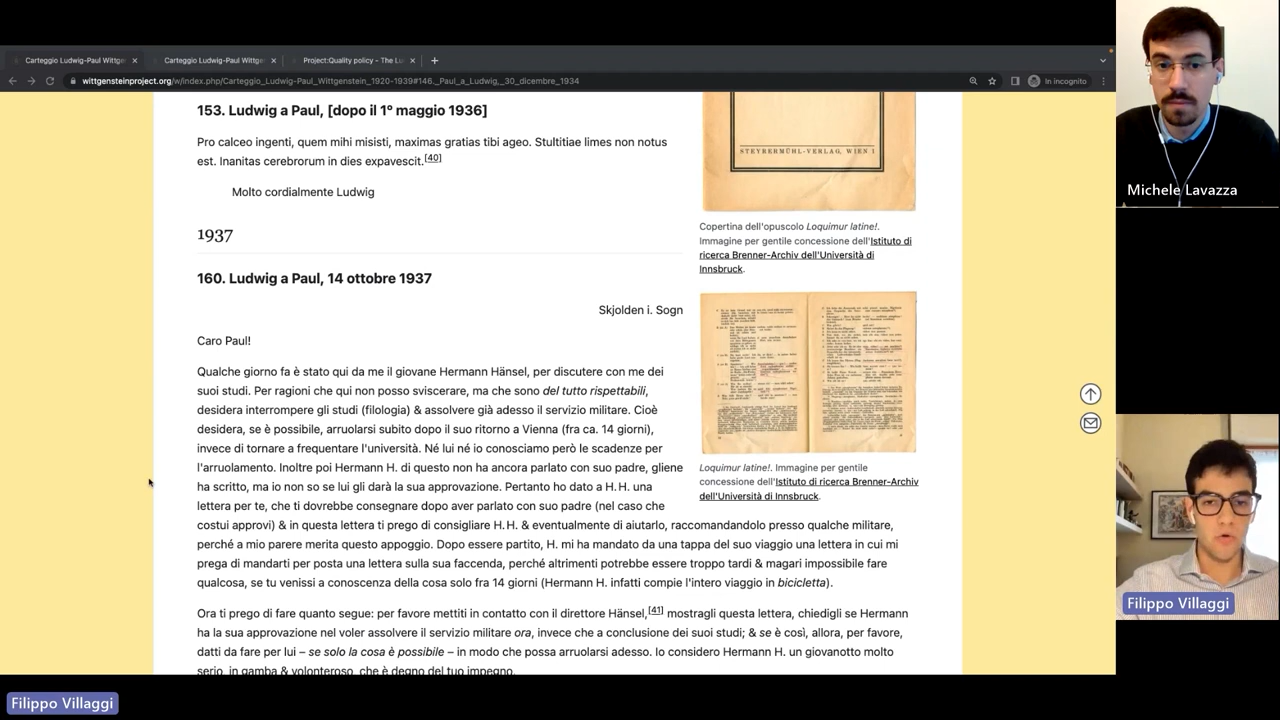 Carteggio Ludwig-Paul Wittge
Carteggio Ludwig-Paul Wittge
Project:Quality policy - The Lu
wittgensteinproject.org/w/index.php/Carteggio_Ludwig-Paul_Wittgenstein_1920-1939#146._Paul_a_Ludwig,_30_dicembre_1934
In incognito
153. Ludwig a Paul, [dopo il 1° maggio 1936]
Pro calceo ingenti, quem mihi misisti, maximas gratias tibi ageo. Stultitiae limes non notus
est. Inanitas cerebrorum in dies expavescit.[40]
Molto cordialmente Ludwig
1937
160. Ludwig a Paul, 14 ottobre 1937
Skjolden i. Sogn
Caro Paul!
Qualche giorno fa è stato qui da me il giovane Hermann Hänsel, per discutere con me dei
suoi studi. Per ragioni che qui non posso sviscerare, ma che sono del tutto rispettabili,
desidera interrompere gli studi (filologia) & assolvere già adesso il servizio militare. Cioè
desidera, se è possibile, arruolarsi subito dopo il suo ritorno a Vienna (fra ca. 14 giorni),
invece di tornare a frequentare l'università. Né lui né io conosciamo però le scadenze per
l'arruolamento. Inoltre poi Hermann H. di questo non ha ancora parlato con suo padre, gliene
ha scritto, ma io non so se lui gli darà la sua approvazione. Pertanto ho dato a H. H. una
lettera per te, che ti dovrebbe consegnare dopo aver parlato con suo padre (nel caso che
costui approvi) & in questa lettera ti prego di consigliare H. H. & eventualmente di aiutarlo, raccomandandolo presso qualche militare,
perché a mio parere merita questo appoggio. Dopo essere partito, H. mi ha mandato da una tappa del suo viaggio una lettera in cui mi
prega di mandarti per posta una lettera sulla sua faccenda, perché altrimenti potrebbe essere troppo tardi & magari impossibile fare
qualcosa, se tu venissi a conoscenza della cosa solo fra 14 giorni (Hermann H. infatti compie l'intero viaggio in bicicletta).
Ora ti prego di fare quanto segue: per favore mettiti in contatto con il direttore Hänsel,[41] mostragli questa lettera, chiedigli se Hermann
ha la sua approvazione nel voler assolvere il servizio militare ora, invece che a conclusione dei suoi studi; & se è così, allora, per favore,
datti da fare per lui – se solo la cosa è possibile – in modo che possa arruolarsi adesso. Io considero Hermann H. un giovanotto molto
serio, in gamba & volonteroso, che è degno del tuo impegno.
STEYRERMÜHL-VERLAG, WIEN I
Copertina dell'opuscolo Loquimur latine!.
Immagine per gentile concessione dell'Istituto di
ricerca Brenner-Archiv dell'Università di
Innsbruck.
Loquimur latine!. Immagine per gentile
concessione dell'Istituto di ricerca Brenner-Archiv
dell'Università di Innsbruck.
Michele Lavazza
Filippo Villaggi
Filippo Villaggi